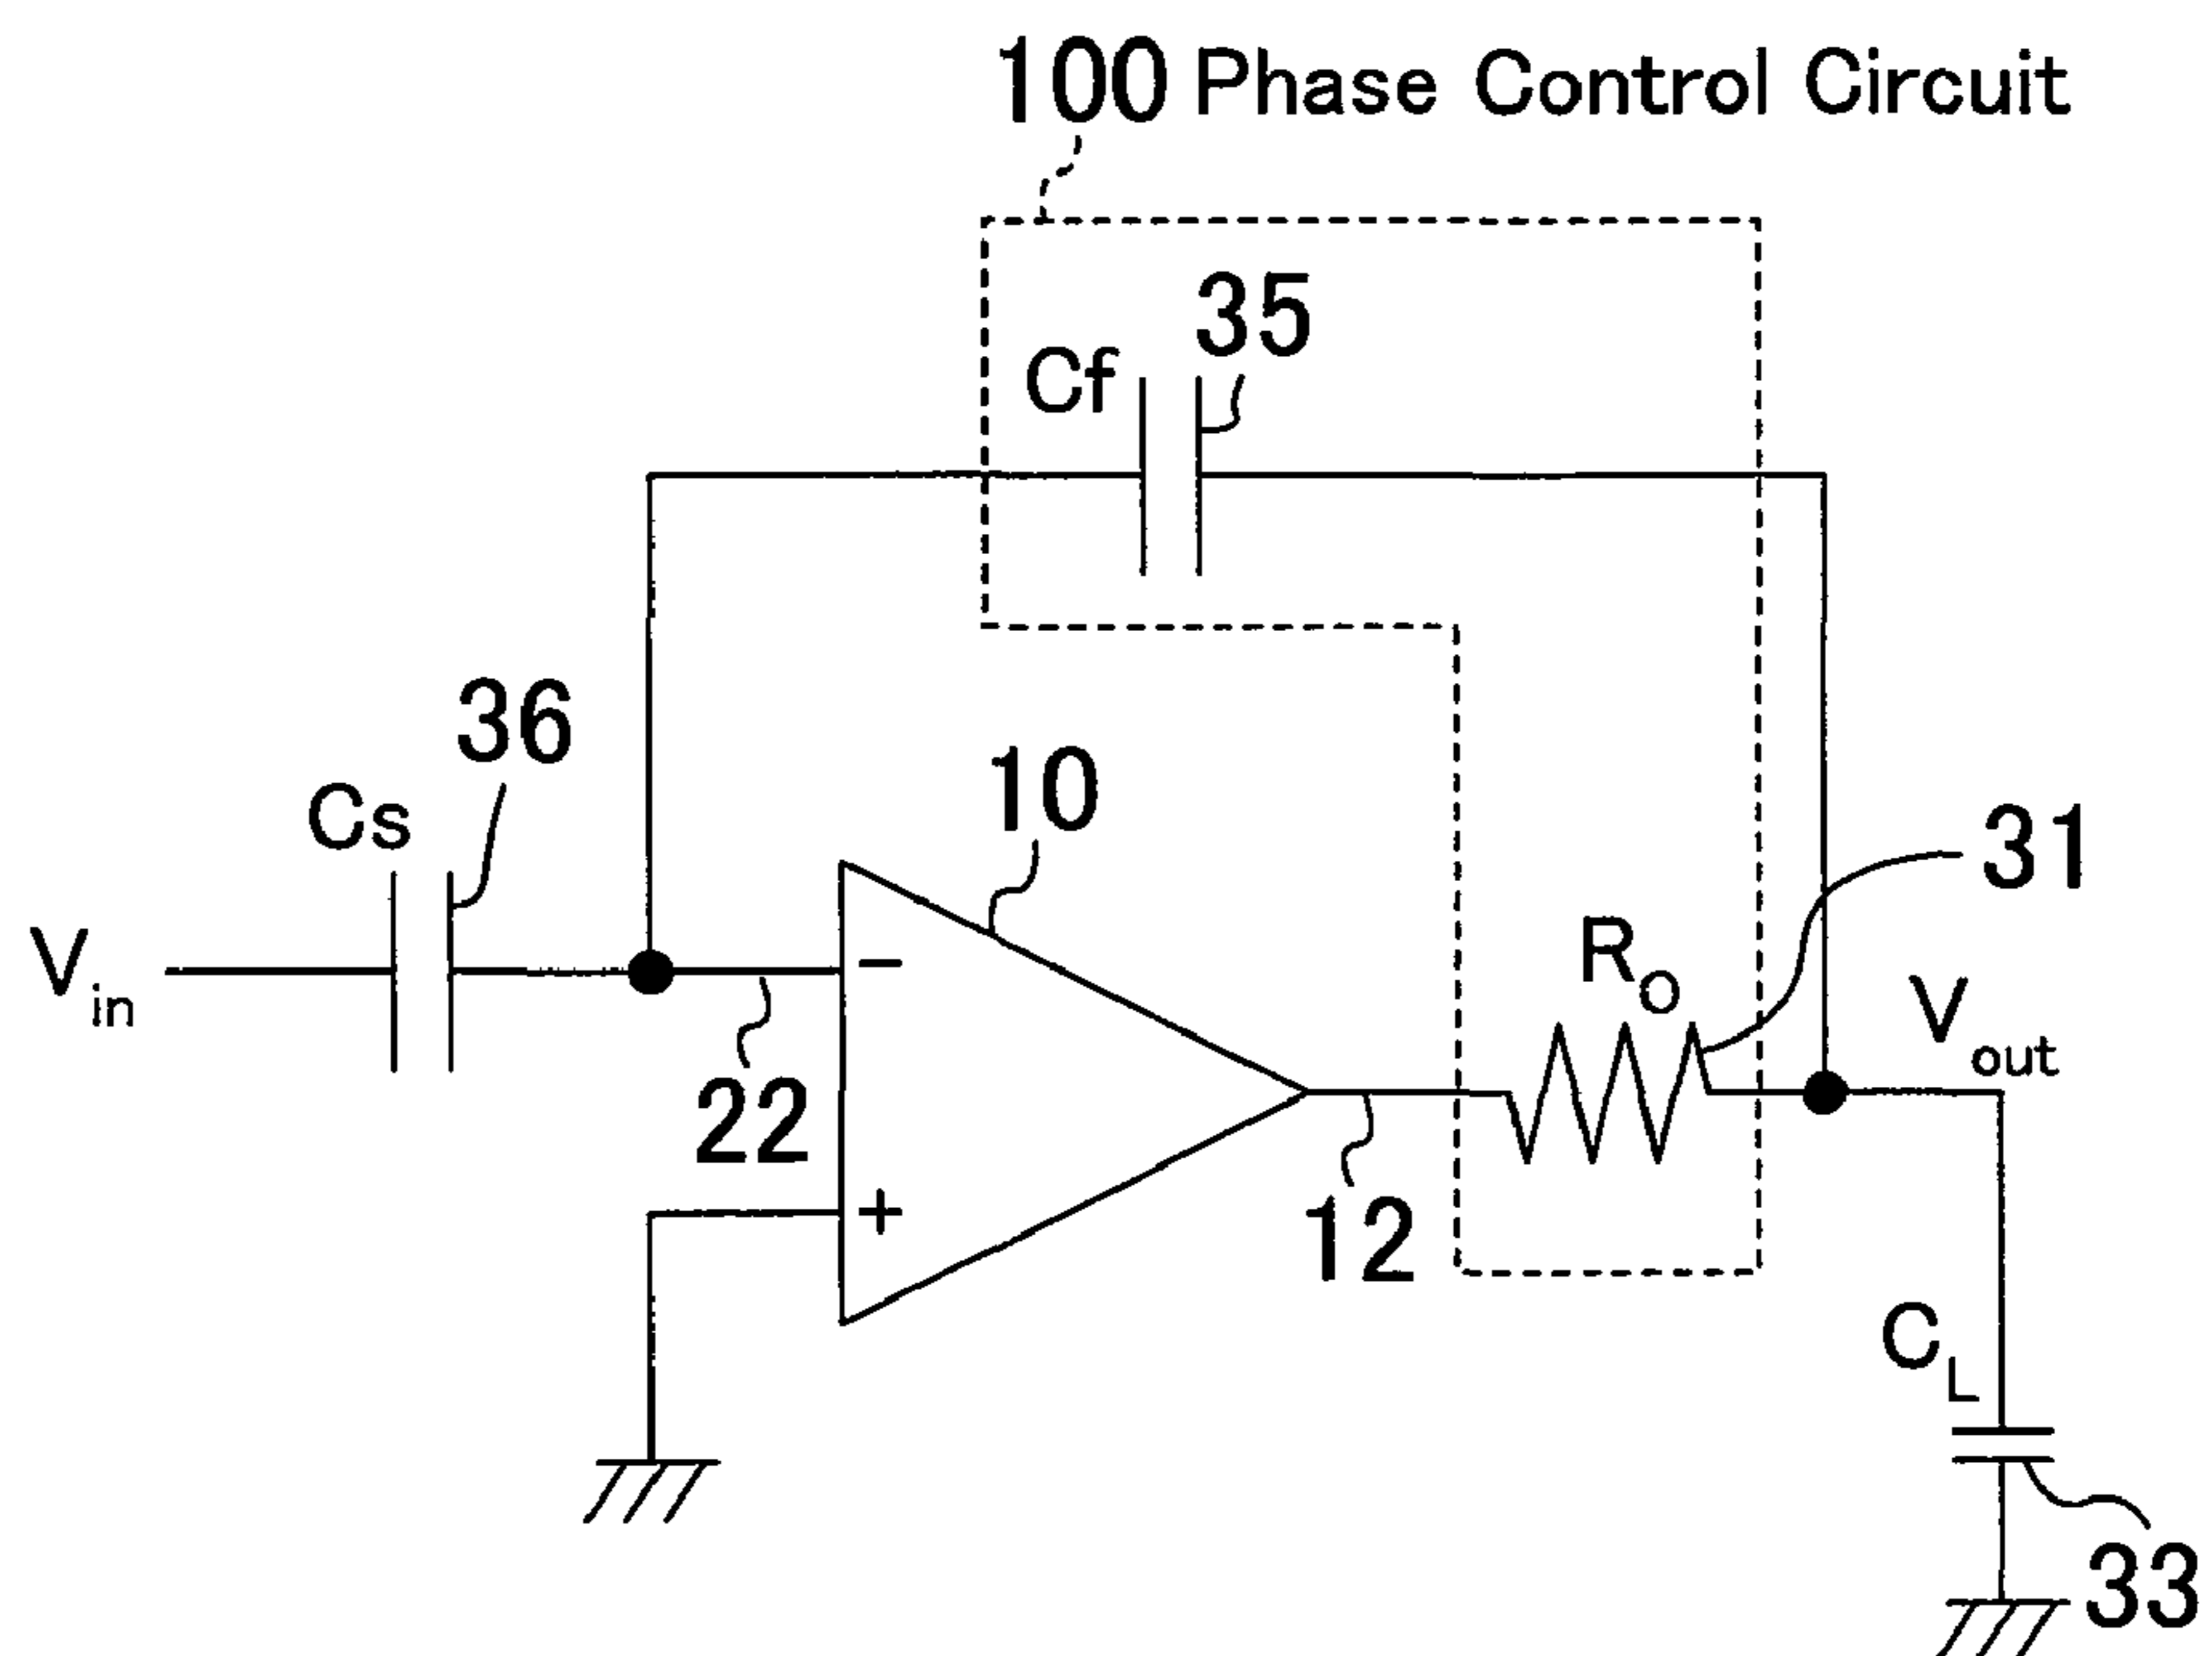 100 Phase Control Circuit
35
Cf
36
Cs
10
31
Ro
Vin
−
Vout
22
+
12
CL
33